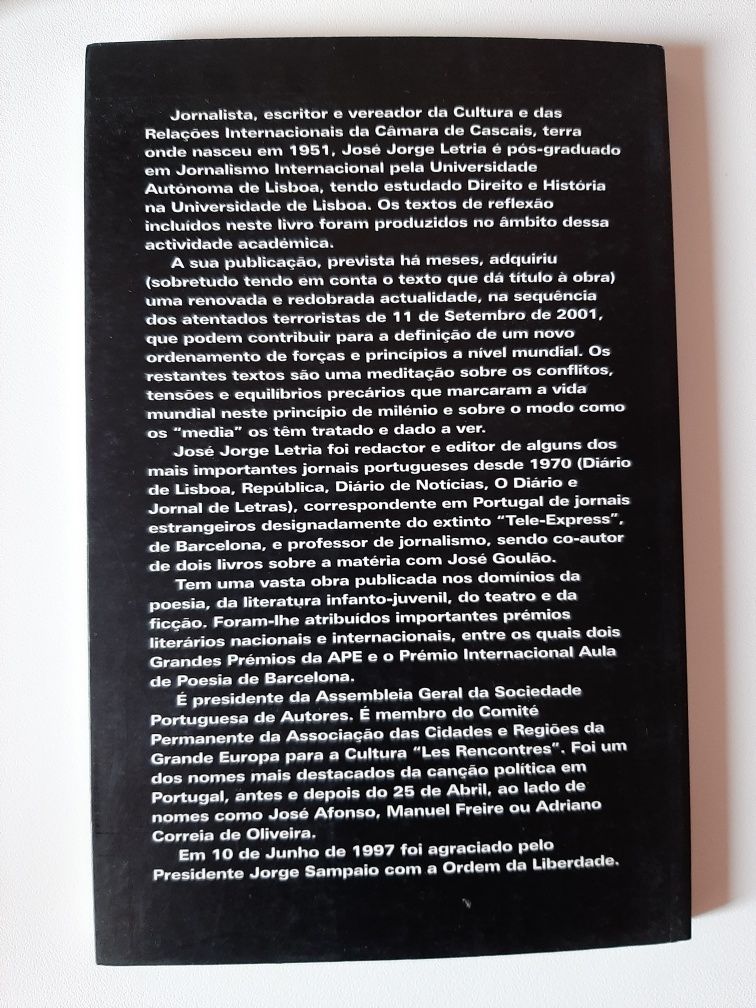 Jornalista, escritor e vereador da Cultura e das
Relações Internacionais da Câmara de Cascais, terra
onde nasceu em 1951, José Jorge Letria é pós-graduado
em Jornalismo Internacional pela Universidade
Autónoma de Lisboa, tendo estudado Direito e História
na Universidade de Lisboa. Os textos de reflexão
incluídos neste livro foram produzidos no âmbito dessa
actividade académica.
A sua publicação, prevista há meses, adquiriu
(sobretudo tendo em conta o texto que dá título à obra)
uma renovada e redobrada actualidade, na sequência
dos atentados terroristas de 11 de Setembro de 2001,
que podem contribuir para a definição de um novo
ordenamento de forças e princípios a nível mundial. Os
restantes textos são uma meditação sobre os conflitos,
tensões e equilíbrios precários que marcaram a vida
mundial neste princípio de milénio e sobre o modo como
os "media" os têm tratado e dado a ver.
José Jorge Letria foi redactor e editor de alguns dos
mais importantes jornais portugueses desde 1970 (Diário
de Lisboa, República, Diário de Notícias, O Diário e
Jornal de Letras), correspondente em Portugal de jornais
estrangeiros designadamente do extinto "Tele-Express",
de Barcelona, e professor de jornalismo, sendo co-autor
de dois livros sobre a matéria com José Goulão.
Tem uma vasta obra publicada nos domínios da
poesia, da literatura infanto-juvenil, do teatro e da
ficção. Foram-lhe atribuídos importantes prémios
literários nacionais e internacionais, entre os quais dois
Grandes Prémios da APE e o Prémio Internacional Aula
de Poesia de Barcelona.
É presidente da Assembleia Geral da Sociedade
Portuguesa de Autores. É membro do Comité
Permanente da Associação das Cidades e Regiões da
Grande Europa para a Cultura "Les Rencontres". Foi um
dos nomes mais destacados da canção política em
Portugal, antes e depois do 25 de Abril, ao lado de
nomes como José Afonso, Manuel Freire ou Adriano
Correia de Oliveira.
Em 10 de Junho de 1997 foi agraciado pelo
Presidente Jorge Sampaio com a Ordem da Liberdade.